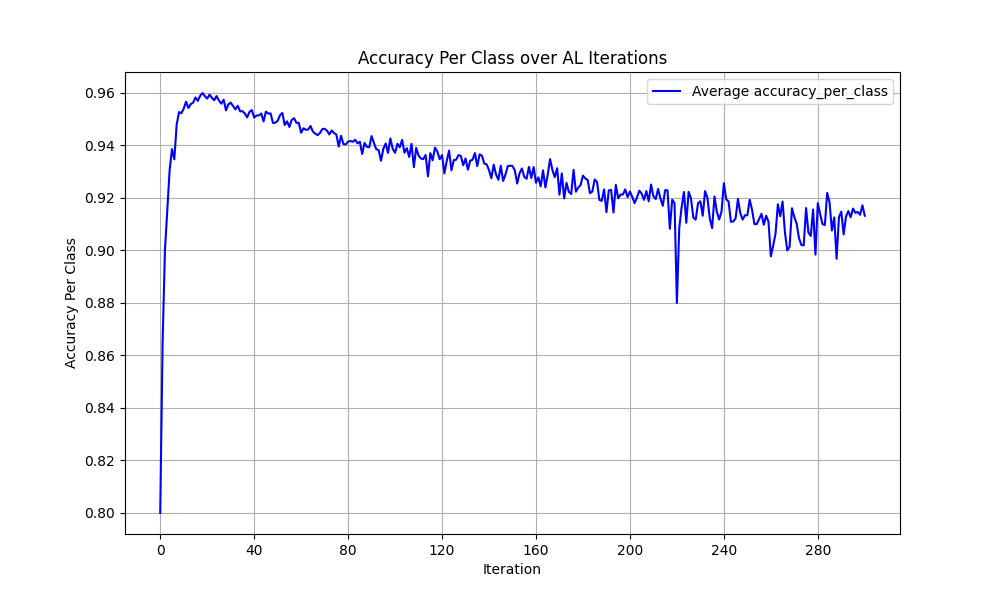 Accuracy Per Class over AL Iterations
Average accuracy_per_class
Accuracy Per Class
0.96
0.94
0.92
0.90
0.88
0.86
0.84
0.82
0.80
0 40 80 120 160 200 240 280
Iteration